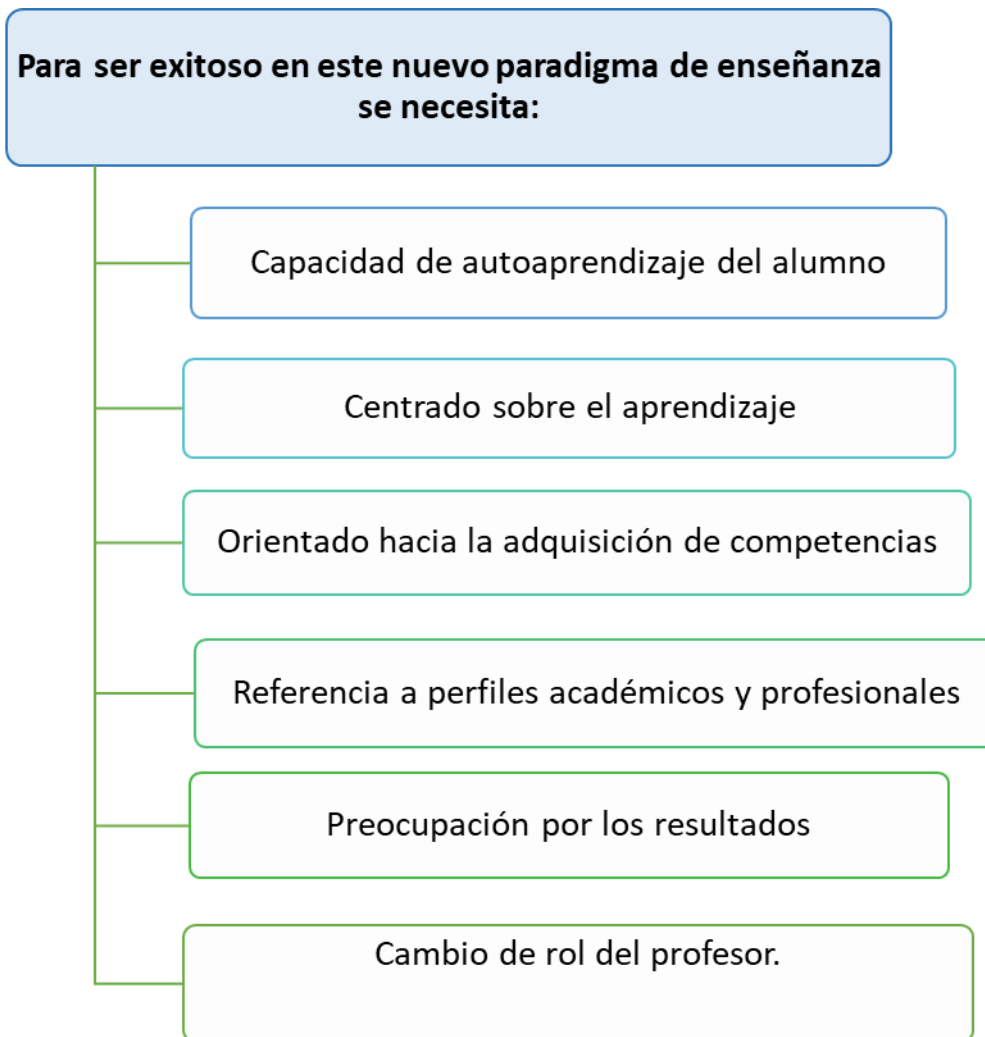 Para ser exitoso en este nuevo paradigma de enseñanza
se necesita:
Capacidad de autoaprendizaje del alumno
Centrado sobre el aprendizaje
Orientado hacia la adquisición de competencias
Referencia a perfiles académicos y profesionales
Preocupación por los resultados
Cambio de rol del profesor.